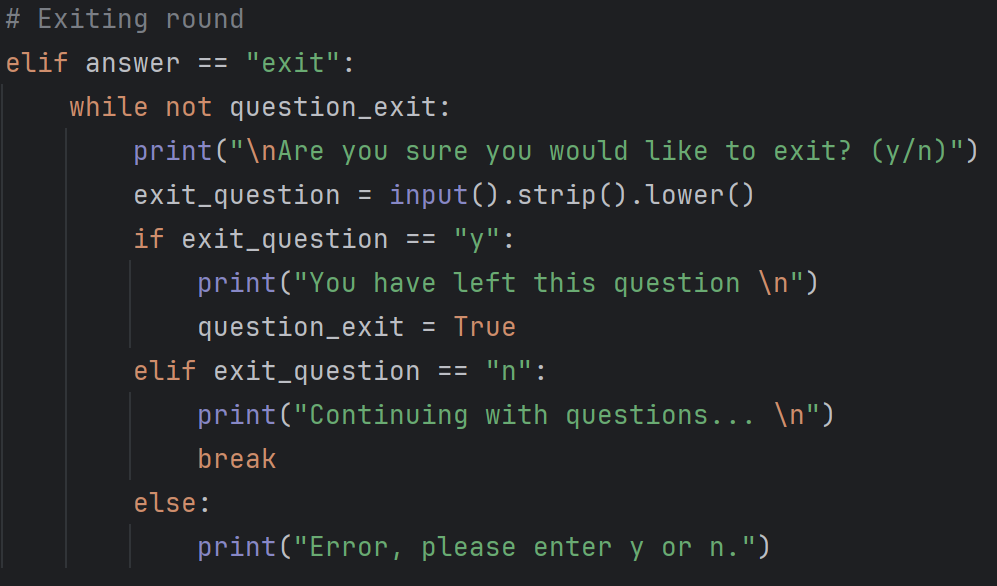 # Exiting round
elif answer == "exit":
    while not question_exit:
        print("\nAre you sure you would like to exit? (y/n)")
        exit_question = input().strip().lower()
        if exit_question == "y":
            print("You have left this question \n")
            question_exit = True
        elif exit_question == "n":
            print("Continuing with questions... \n")
            break
        else:
            print("Error, please enter y or n.")